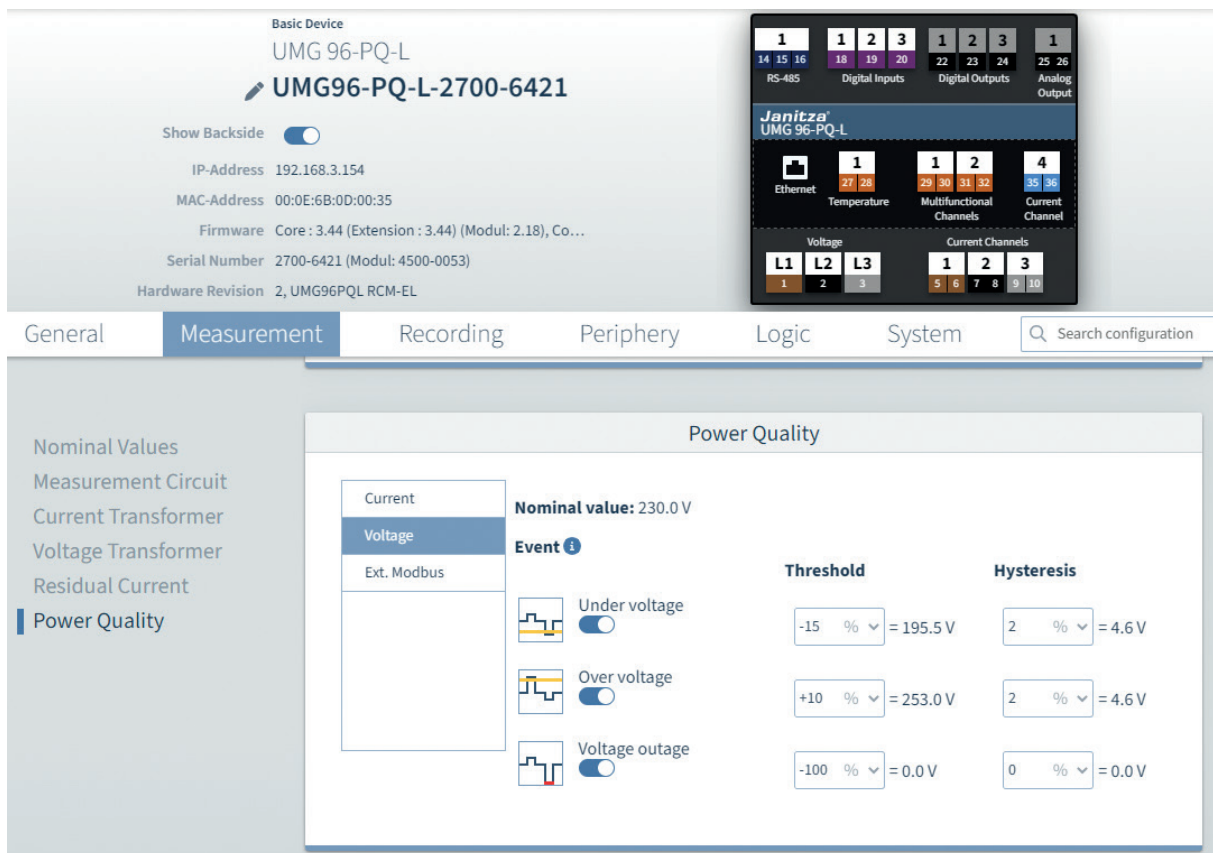 Basic Device
UMG 96-PQ-L
UMG96-PQ-L-2700-6421
Show Backside
IP-Address 192.168.3.154
MAC-Address 00:0E:6B:0D:00:35
Firmware Core : 3.44 (Extension : 3.44) (Modul: 2.18), Co…
Serial Number 2700-6421 (Modul: 4500-0053)
Hardware Revision 2, UMG96PQL RCM-EL
1 1 2 3 1 2 3 1
14 15 16 18 19 20 22 23 24 25 26
RS-485 Digital Inputs Digital Outputs Analog
Output
Janitza®
UMG 96-PQ-L
1 1 2 4
27 28 29 30 31 32 35 36
Ethernet Temperature Multifunctional Current
Channels Channel
Voltage Current Channels
L1 L2 L3 1 2 3
1 2 3 5 6 7 8 9 10
General Measurement Recording Periphery Logic System Search configuration
Nominal Values
Measurement Circuit
Current Transformer
Voltage Transformer
Residual Current
Power Quality
Power Quality
Current
Voltage
Ext. Modbus
Nominal value: 230.0 V
Event i
Threshold Hysteresis
Under voltage
-15 % = 195.5 V 2 % = 4.6 V
Over voltage
+10 % = 253.0 V 2 % = 4.6 V
Voltage outage
-100 % = 0.0 V 0 % = 0.0 V